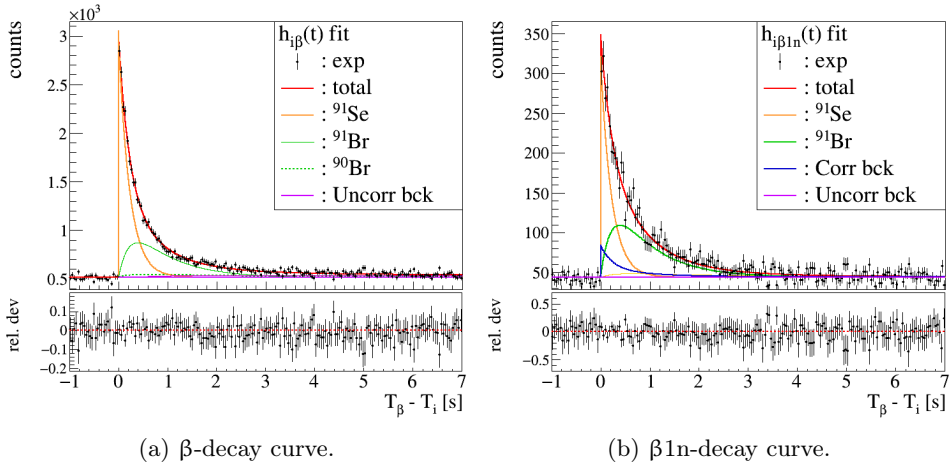 ×10³
h_iβ(t) fit
: exp
: total
: ⁹¹Se
: ⁹¹Br
: ⁹⁰Br
: Uncorr bck
counts
3
2.5
2
1.5
1
0.5
rel. dev
0.1
0
−0.1
−0.2
−1 0 1 2 3 4 5 6 7
T_β - T_i [s]
(a) β-decay curve.
h_iβ1n(t) fit
: exp
: total
: ⁹¹Se
: ⁹¹Br
: Corr bck
: Uncorr bck
counts
350
300
250
200
150
100
50
rel. dev
0.5
0
−0.5
−1 0 1 2 3 4 5 6 7
T_β - T_i [s]
(b) β1n-decay curve.